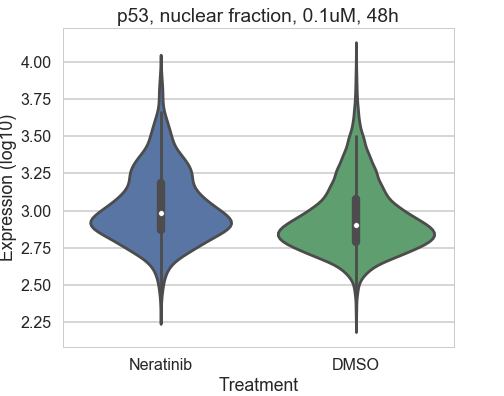 p53, nuclear fraction, 0.1uM, 48h
Expression (log10)
4.00
3.75
3.50
3.25
3.00
2.75
2.50
2.25
Neratinib
DMSO
Treatment